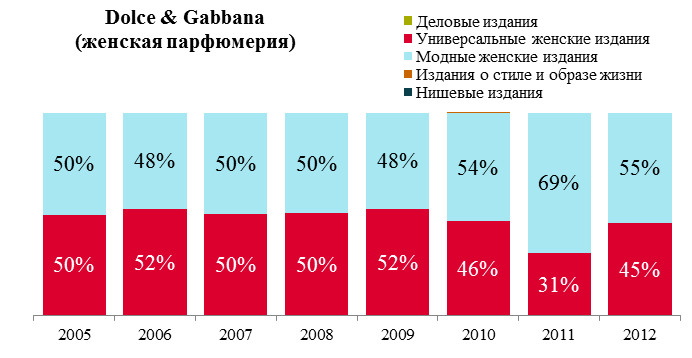 Dolce & Gabbana
(женская парфюмерия)
Деловые издания
Универсальные женские издания
Модные женские издания
Издания о стиле и образе жизни
Нишевые издания
50% 48% 50% 50% 48% 54% 69% 55%
50% 52% 50% 50% 52% 46% 31% 45%
2005 2006 2007 2008 2009 2010 2011 2012